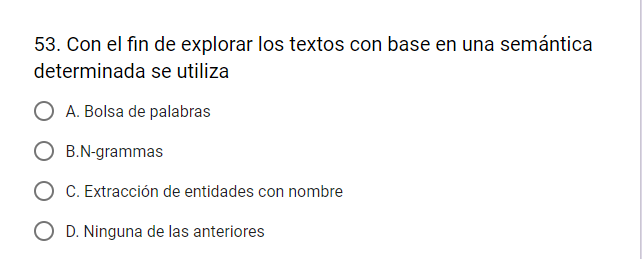 53. Con el fin de explorar los textos con base en una semántica
determinada se utiliza
A. Bolsa de palabras
B.N-grammas
C. Extracción de entidades con nombre
D. Ninguna de las anteriores